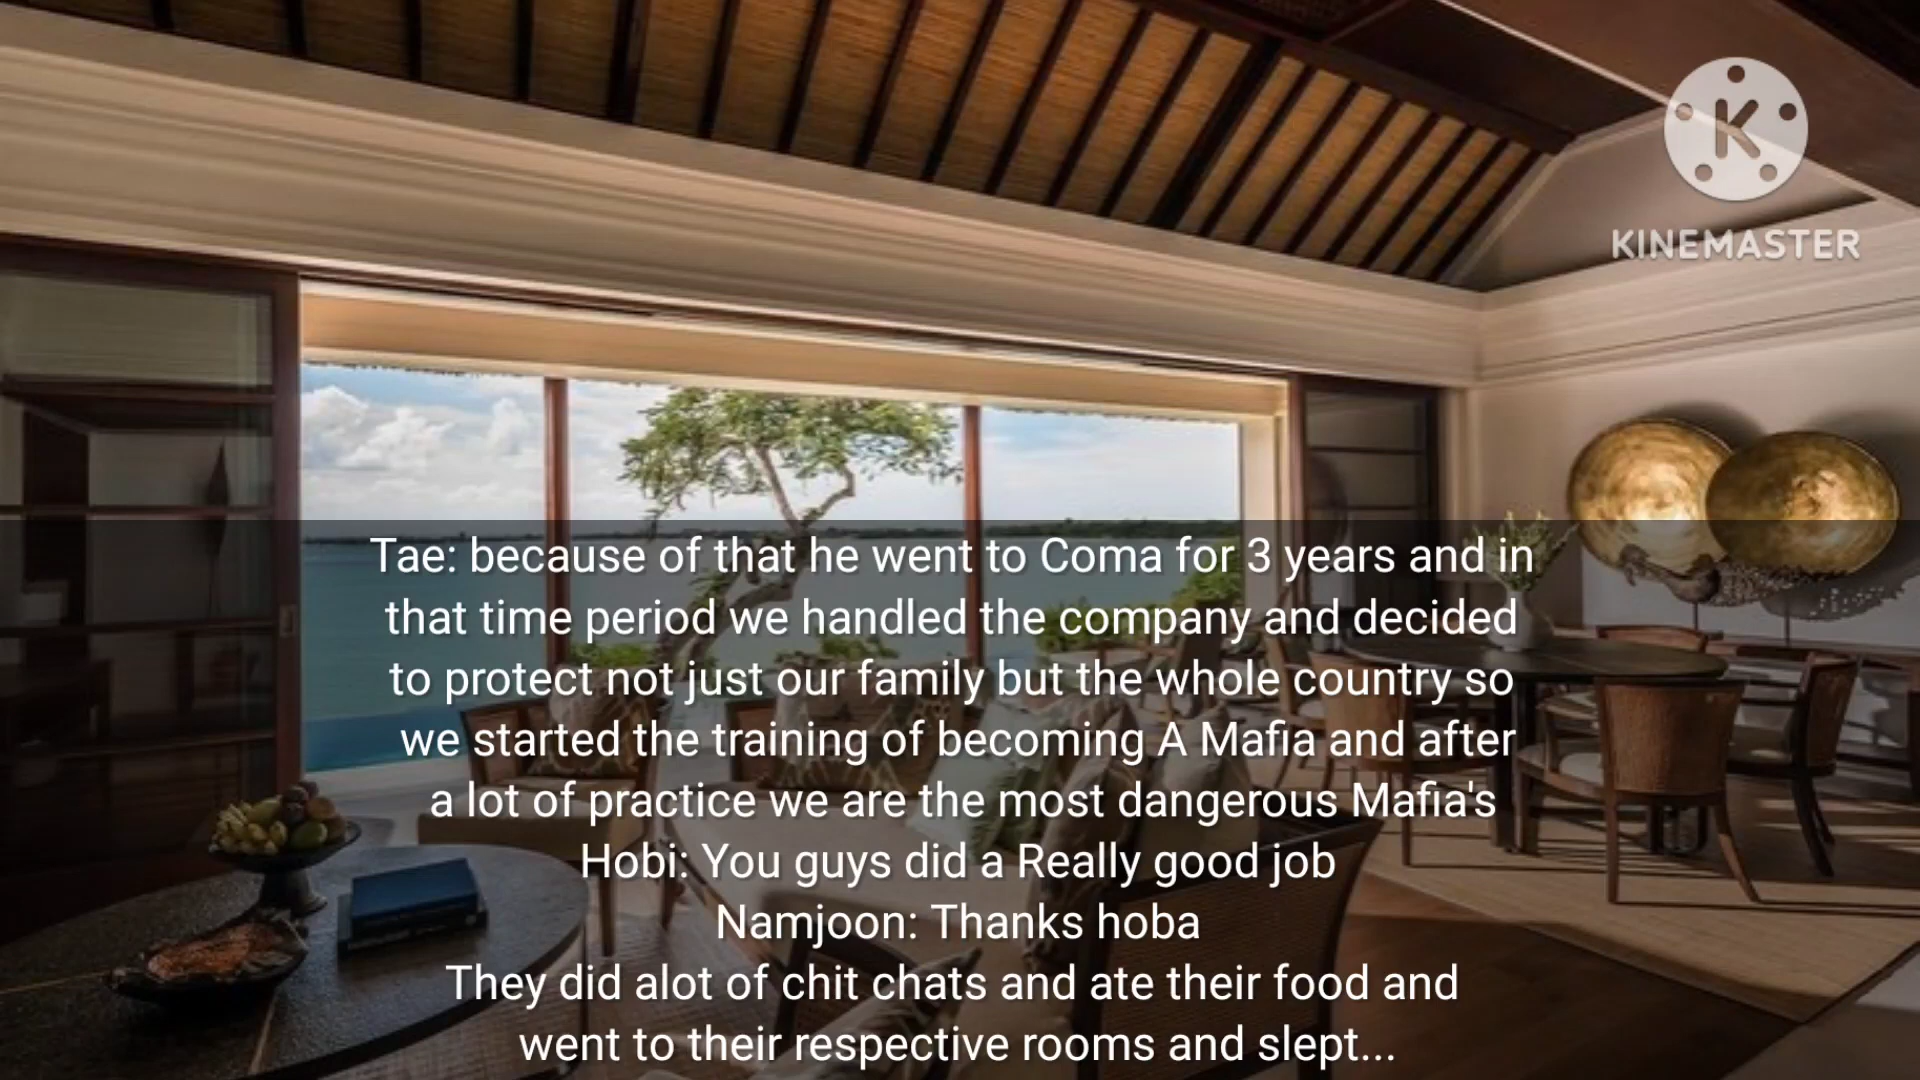 K
KINEMASTER
Tae: because of that he went to Coma for 3 years and in
that time period we handled the company and decided
to protect not just our family but the whole country so
we started the training of becoming A Mafia and after
a lot of practice we are the most dangerous Mafia's
Hobi: You guys did a Really good job
Namjoon: Thanks hoba
They did alot of chit chats and ate their food and
went to their respective rooms and slept...